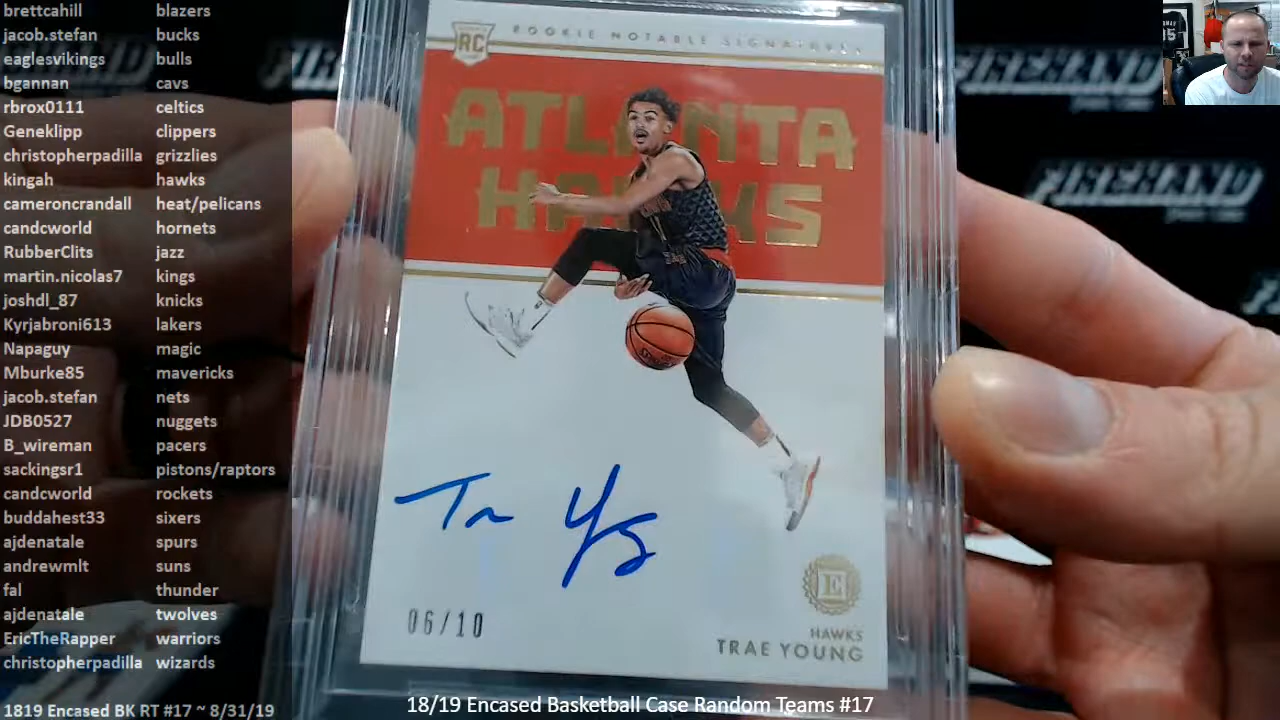 brettcahill blazers
jacob.stefan bucks
eaglesvikings bulls
bgannan cavs
rbrox0111 celtics
Geneklipp clippers
christopherpadilla grizzlies
kingah hawks
cameroncrandall heat/pelicans
candcworld hornets
RubberClits jazz
martin.nicolas7 kings
joshdl_87 knicks
Kyrjabroni613 lakers
Napaguy magic
Mburke85 mavericks
jacob.stefan nets
JDB0527 nuggets
B_wireman pacers
sackingsr1 pistons/raptors
candcworld rockets
buddahest33 sixers
ajdenatale spurs
andrewmlt suns
fal thunder
ajdenatale twolves
EricTheRapper warriors
christopherpadilla wizards
1819 Encased BK RT #17 ~ 8/31/19
RC
ROOKIE NOTABLE SIGNATURES
ATLANTA
HAWKS
06/10
E
HAWKS
TRAE YOUNG
FIREHAND
FIREHAND
18/19 Encased Basketball Case Random Teams #17